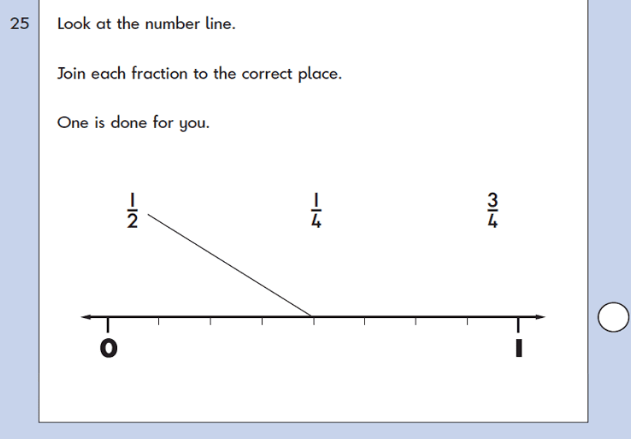 25 Look at the number line.
Join each fraction to the correct place.
One is done for you.
1/2 1/4 3/4
0 1